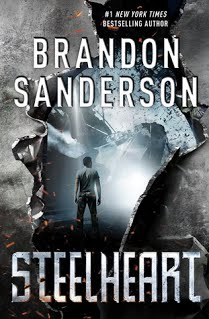 #1 NEW YORK TIMES
BESTSELLING AUTHOR
BRANDON
SANDERSON
STEELHEART